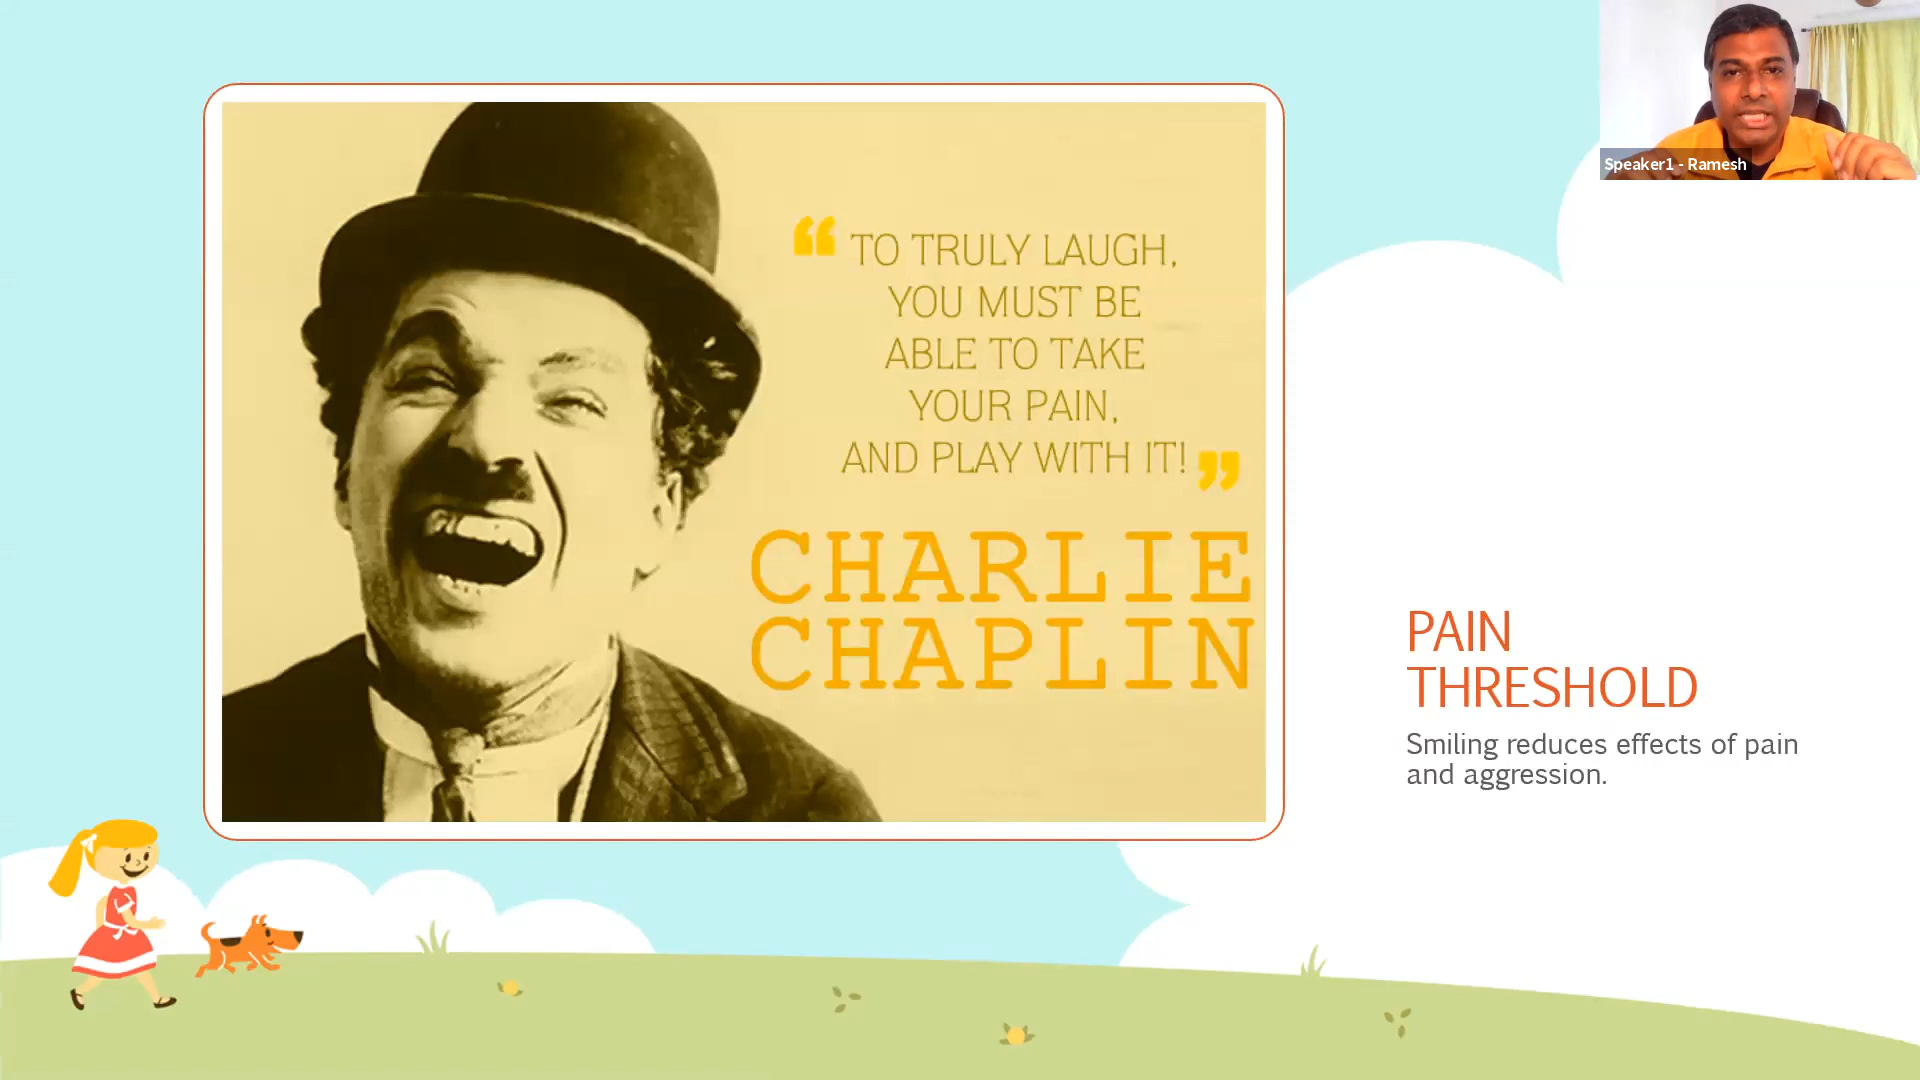 Speaker1 - Ramesh
“ TO TRULY LAUGH,
YOU MUST BE
ABLE TO TAKE
YOUR PAIN,
AND PLAY WITH IT! ”
CHARLIE
CHAPLIN
PAIN
THRESHOLD
Smiling reduces effects of pain
and aggression.